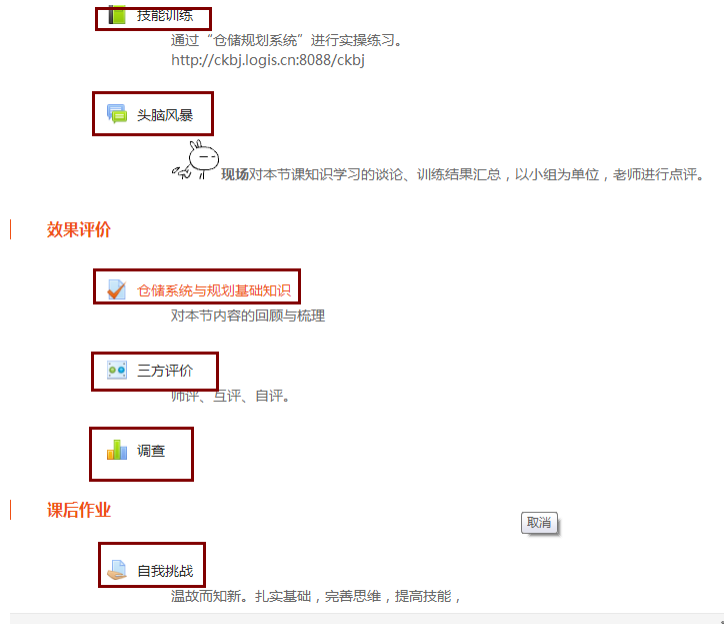 技能训练
通过“仓储规划系统”进行实操练习。
http://ckbj.logis.cn:8088/ckbj
头脑风暴
现场对本节课知识学习的谈论、训练结果汇总，以小组为单位，老师进行点评。
效果评价
仓储系统与规划基础知识
对本节内容的回顾与梳理
三方评价
师评、互评、自评。
调查
课后作业
取消
自我挑战
温故而知新。扎实基础，完善思维，提高技能，